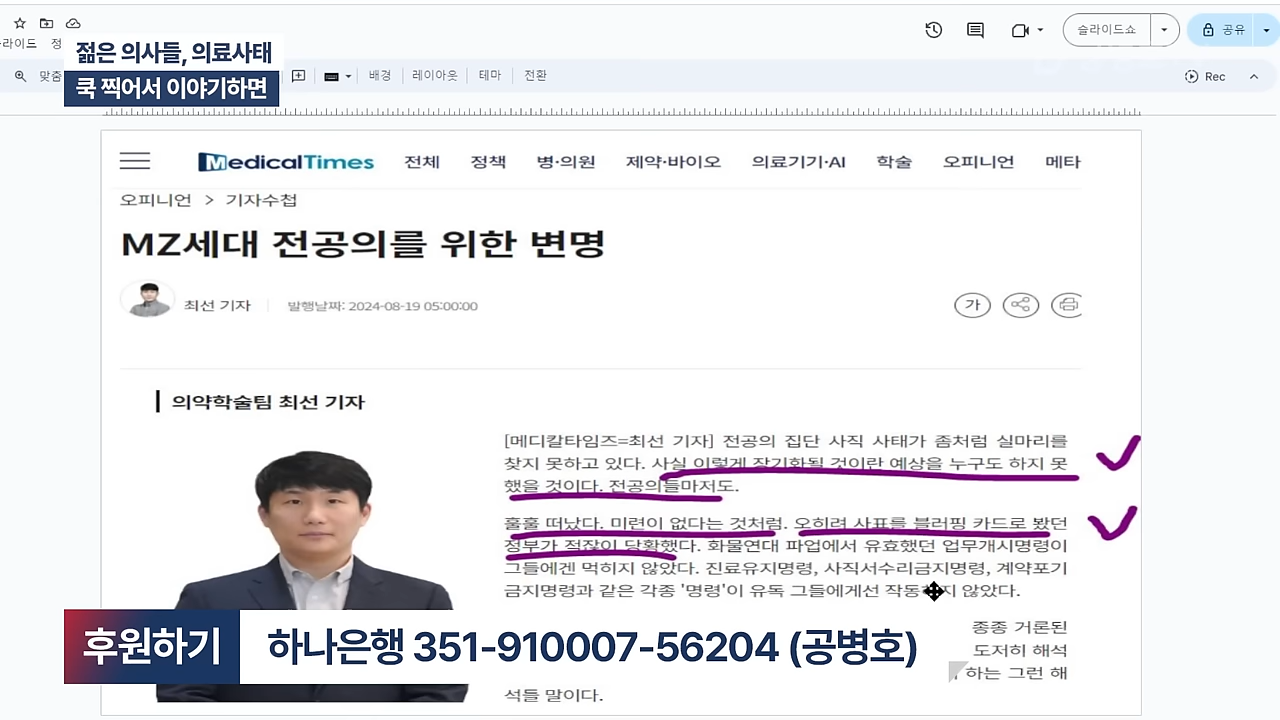 젊은 의사들, 의료사태
쿡 찍어서 이야기하면
라이드
정
맞춤
배경
레이아웃
테마
전환
슬라이드쇼
공유
Rec
MedicalTimes 전체 정책 병·의원 제약·바이오 의료기기·AI 학술 오피니언 메타
오피니언 > 기자수첩
MZ세대 전공의를 위한 변명
최선 기자
발행날짜: 2024-08-19 05:00:00
가
의약학술팀 최선 기자
[메디칼타임즈=최선 기자] 전공의 집단 사직 사태가 좀처럼 실마리를
찾지 못하고 있다. 사실 이렇게 장기화될 것이란 예상을 누구도 하지 못
했을 것이다. 전공의들마저도.
훌훌 떠났다. 미련이 없다는 것처럼. 오히려 사표를 블러핑 카드로 봤던
정부가 적잖이 당황했다. 화물연대 파업에서 유효했던 업무개시명령이
그들에겐 먹히지 않았다. 진료유지명령, 사직서수리금지명령, 계약포기
금지명령과 같은 각종 '명령'이 유독 그들에게선 작동하지 않았다.
종종 거론된
도저히 해석
하는 그런 해
석들 말이다.
후원하기
하나은행 351-910007-56204 (공병호)